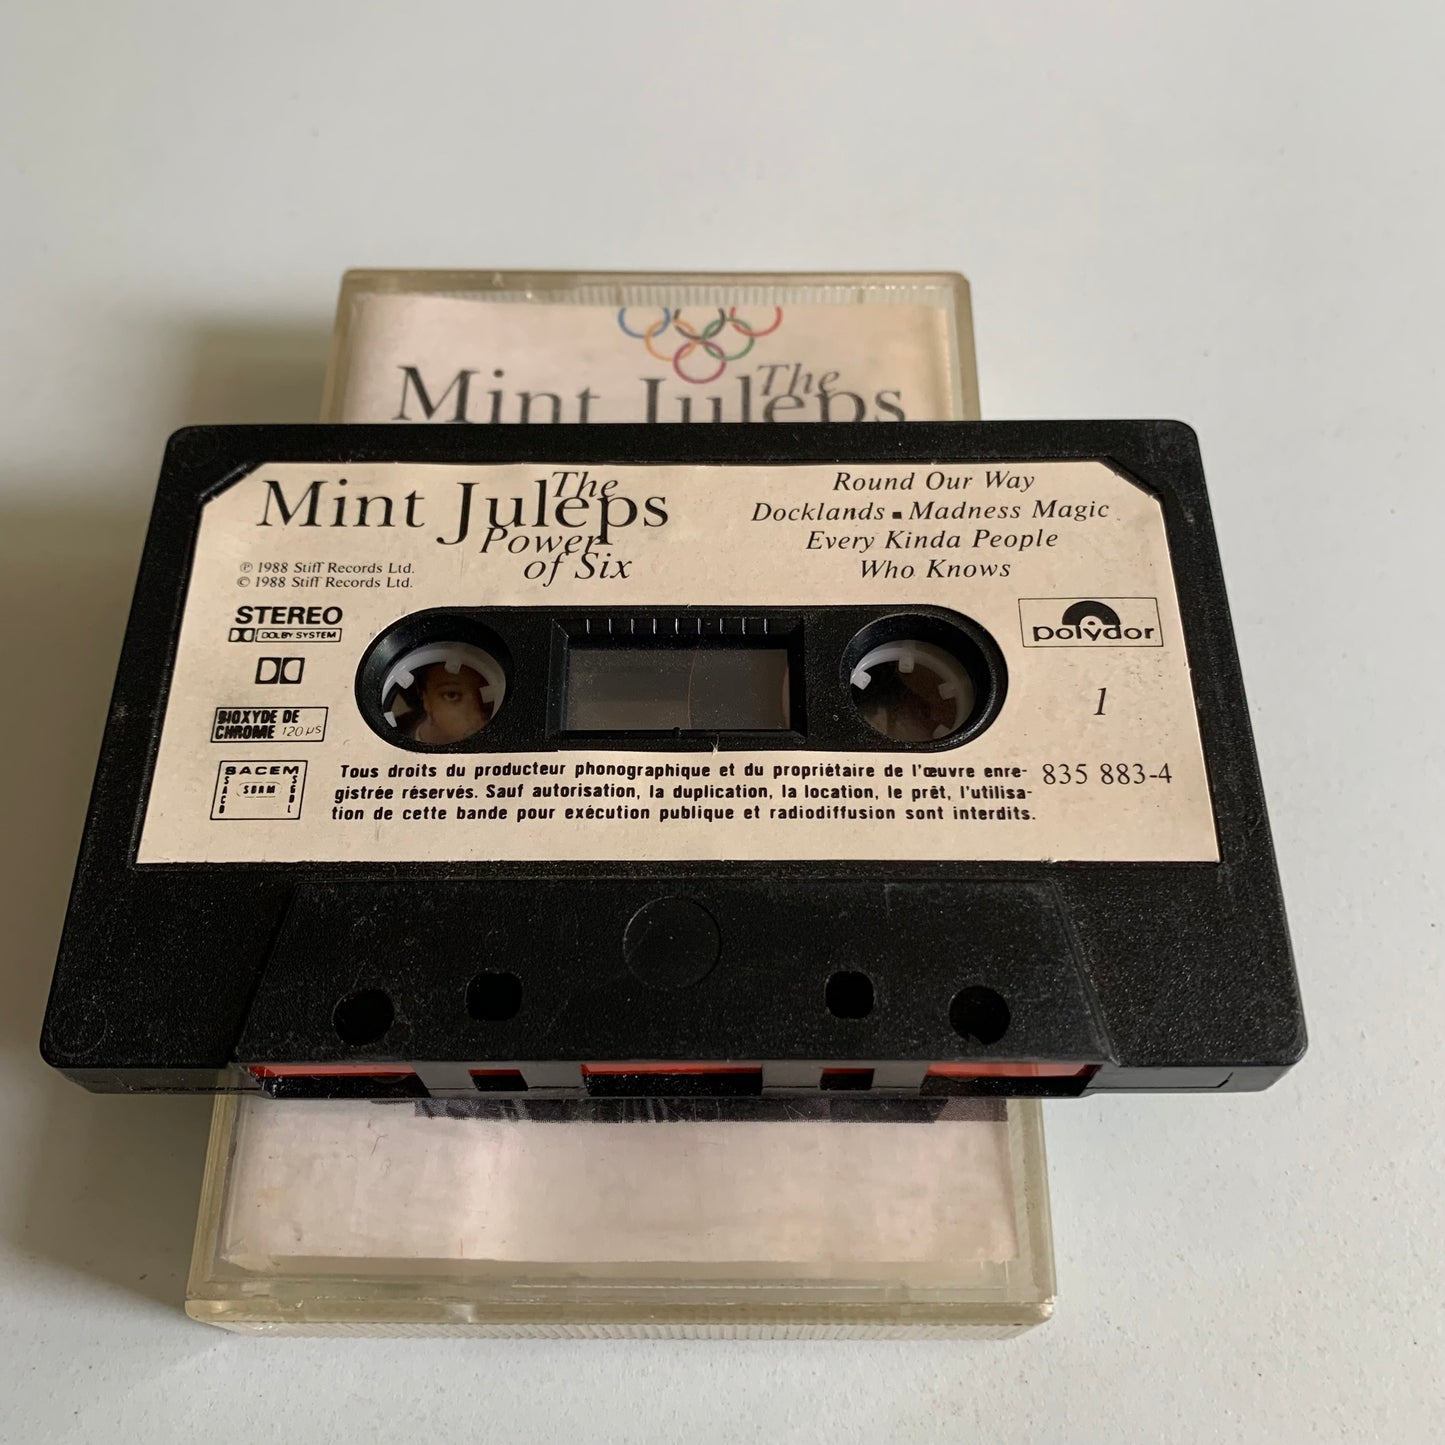 The
Mint Juleps
The
Mint Juleps
Power
of Six
℗ 1988 Stiff Records Ltd.
© 1988 Stiff Records Ltd.
Round Our Way
Docklands ▪ Madness Magic
Every Kinda People
Who Knows
STEREO
DOLBY SYSTEM
polydor
1
BIOXYDE DE
CHROME 120 µs
SACEM
SACD
SDRM
SGDL
835 883-4
Tous droits du producteur phonographique et du propriétaire de l'œuvre enre-
gistrée réservés. Sauf autorisation, la duplication, la location, le prêt, l'utilisa-
tion de cette bande pour exécution publique et radiodiffusion sont interdits.